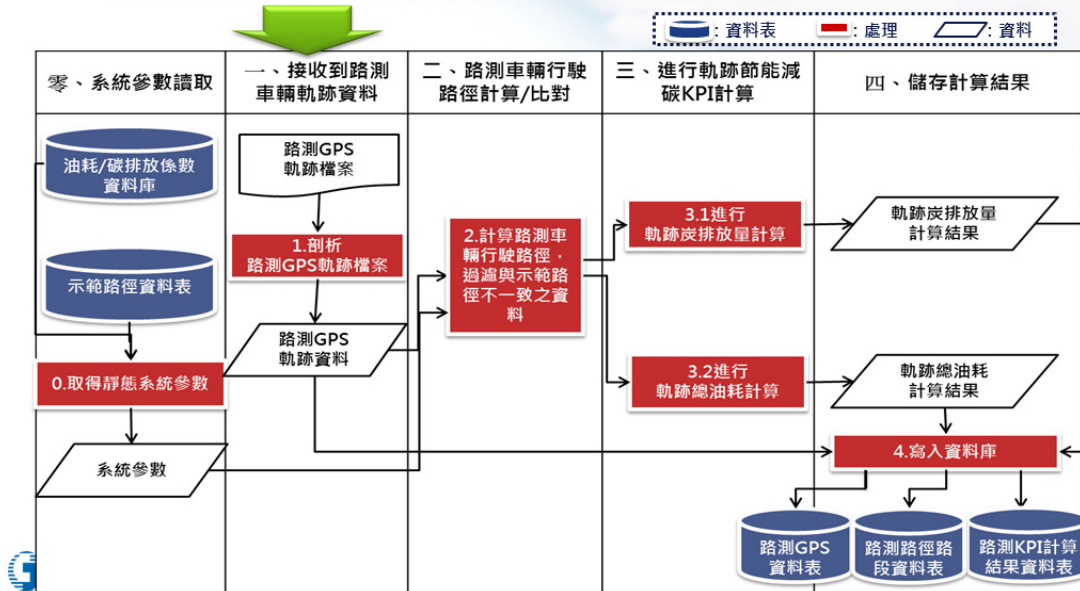 : 資料表
: 處理
: 資料
零、系統參數讀取
一、接收到路測
車輛軌跡資料
二、路測車輛行駛
路徑計算/比對
三、進行軌跡節能減
碳KPI計算
四、儲存計算結果
油耗/碳排放係數
資料庫
示範路徑資料表
0.取得靜態系統參數
系統參數
路測GPS
軌跡檔案
1.剖析
路測GPS軌跡檔案
路測GPS
軌跡資料
2.計算路測車
輛行駛路徑，
過濾與示範路
徑不一致之資
料
3.1進行
軌跡炭排放量計算
3.2進行
軌跡總油耗計算
軌跡炭排放量
計算結果
軌跡總油耗
計算結果
4.寫入資料庫
路測GPS
資料表
路測路徑路
段資料表
路測KPI計算
結果資料表